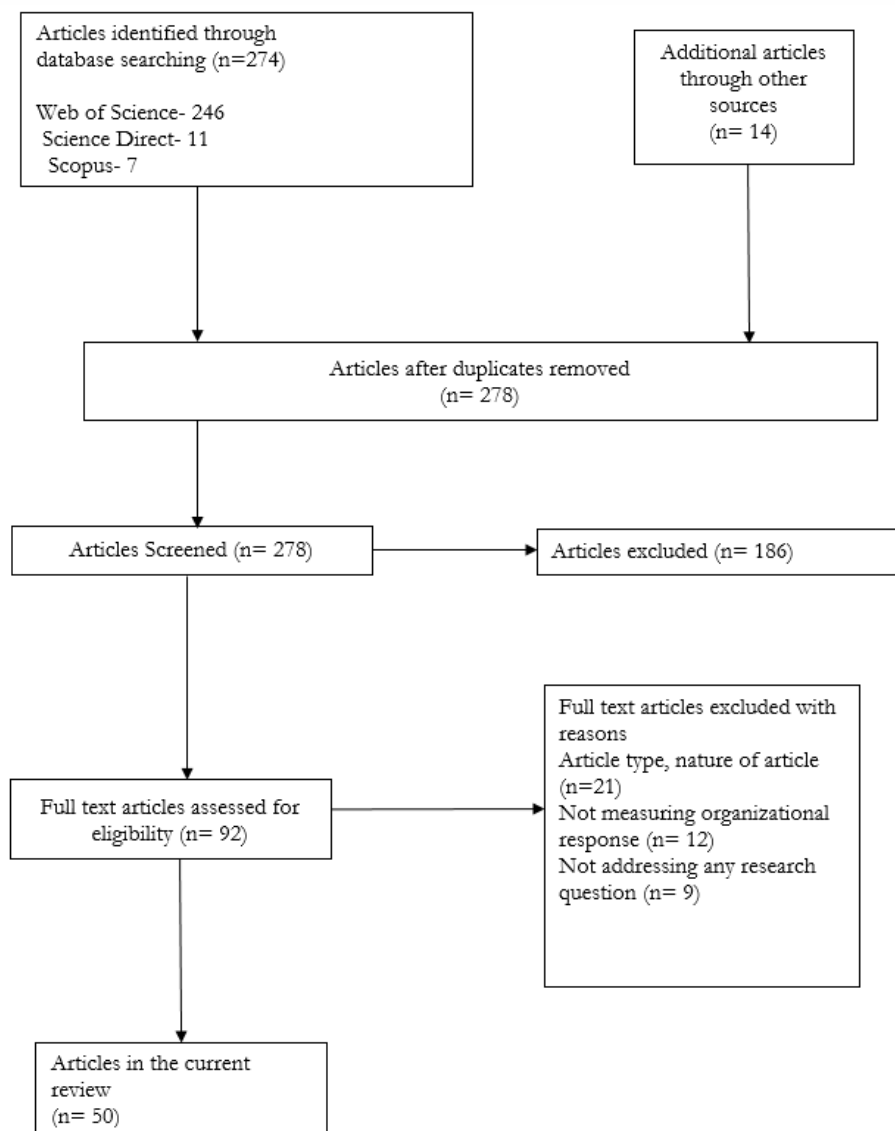 Articles identified through
database searching (n=274)
Web of Science- 246
Science Direct- 11
Scopus- 7
Additional articles
through other
sources
(n= 14)
Articles after duplicates removed
(n= 278)
Articles Screened (n= 278)
Articles excluded (n= 186)
Full text articles assessed for
eligibility (n= 92)
Full text articles excluded with
reasons
Article type, nature of article
(n=21)
Not measuring organizational
response (n= 12)
Not addressing any research
question (n= 9)
Articles in the current
review
(n= 50)